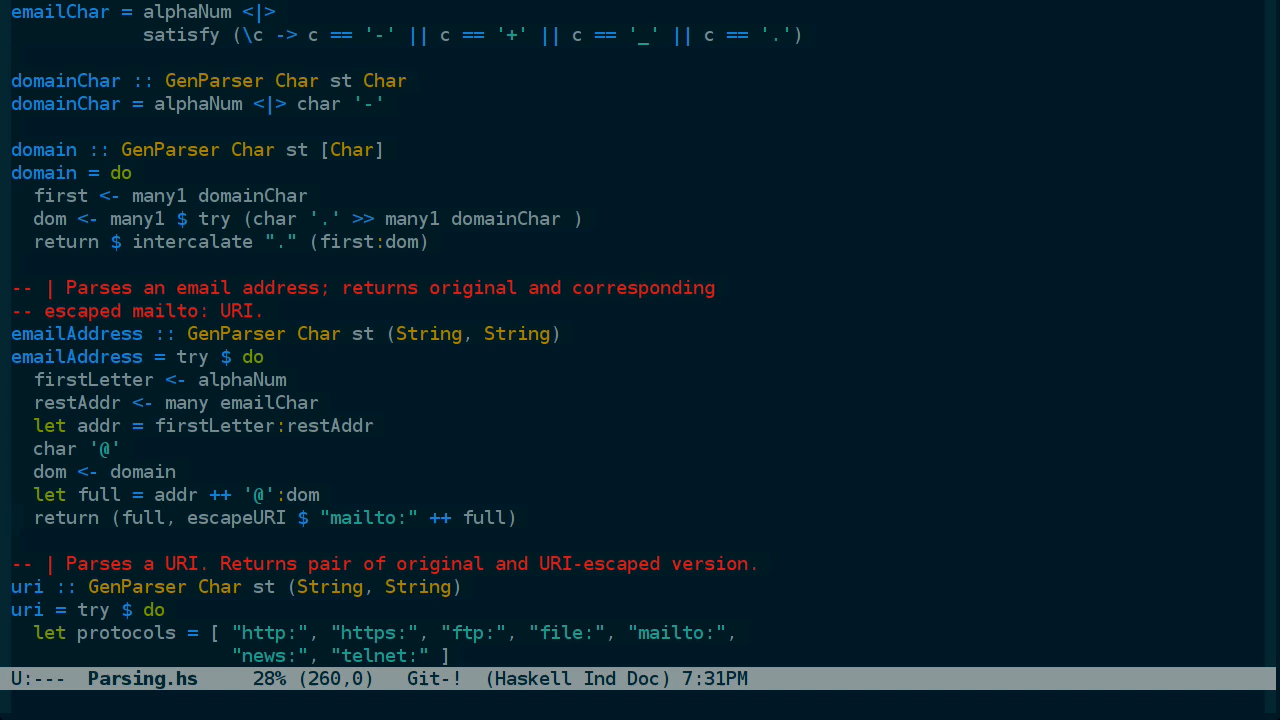 emailChar = alphaNum <|>
            satisfy (\c -> c == '-' || c == '+' || c == '_' || c == '.')

domainChar :: GenParser Char st Char
domainChar = alphaNum <|> char '-'

domain :: GenParser Char st [Char]
domain = do
  first <- many1 domainChar
  dom <- many1 $ try (char '.' >> many1 domainChar )
  return $ intercalate "." (first:dom)

-- | Parses an email address; returns original and corresponding
-- escaped mailto: URI.
emailAddress :: GenParser Char st (String, String)
emailAddress = try $ do
  firstLetter <- alphaNum
  restAddr <- many emailChar
  let addr = firstLetter:restAddr
  char '@'
  dom <- domain
  let full = addr ++ '@':dom
  return (full, escapeURI $ "mailto:" ++ full)

-- | Parses a URI. Returns pair of original and URI-escaped version.
uri :: GenParser Char st (String, String)
uri = try $ do
  let protocols = [ "http:", "https:", "ftp:", "file:", "mailto:",
                    "news:", "telnet:" ]
U:---  Parsing.hs     28% (260,0)   Git-!  (Haskell Ind Doc) 7:31PM